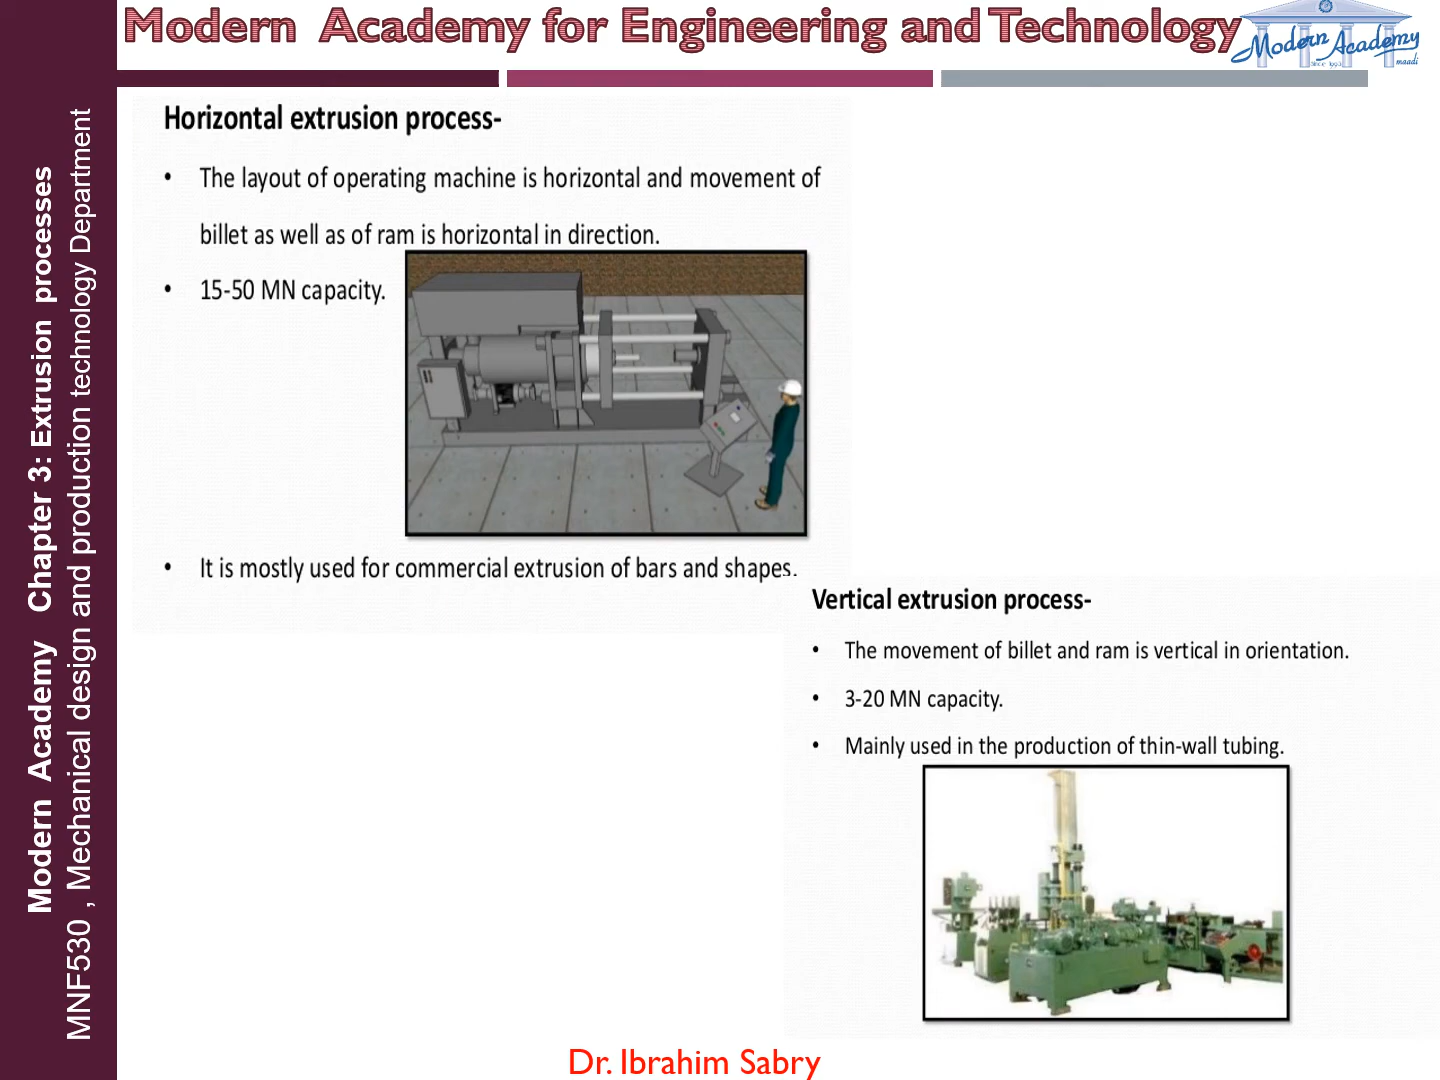 Modern Academy for Engineering and Technology
Modern Academy
Since 1993
maadi
Modern Academy Chapter 3: Extrusion processes
MNF530 , Mechanical design and production technology Department
Horizontal extrusion process-
• The layout of operating machine is horizontal and movement of
billet as well as of ram is horizontal in direction.
• 15-50 MN capacity.
• It is mostly used for commercial extrusion of bars and shapes.
Vertical extrusion process-
• The movement of billet and ram is vertical in orientation.
• 3-20 MN capacity.
• Mainly used in the production of thin-wall tubing.
Dr. Ibrahim Sabry